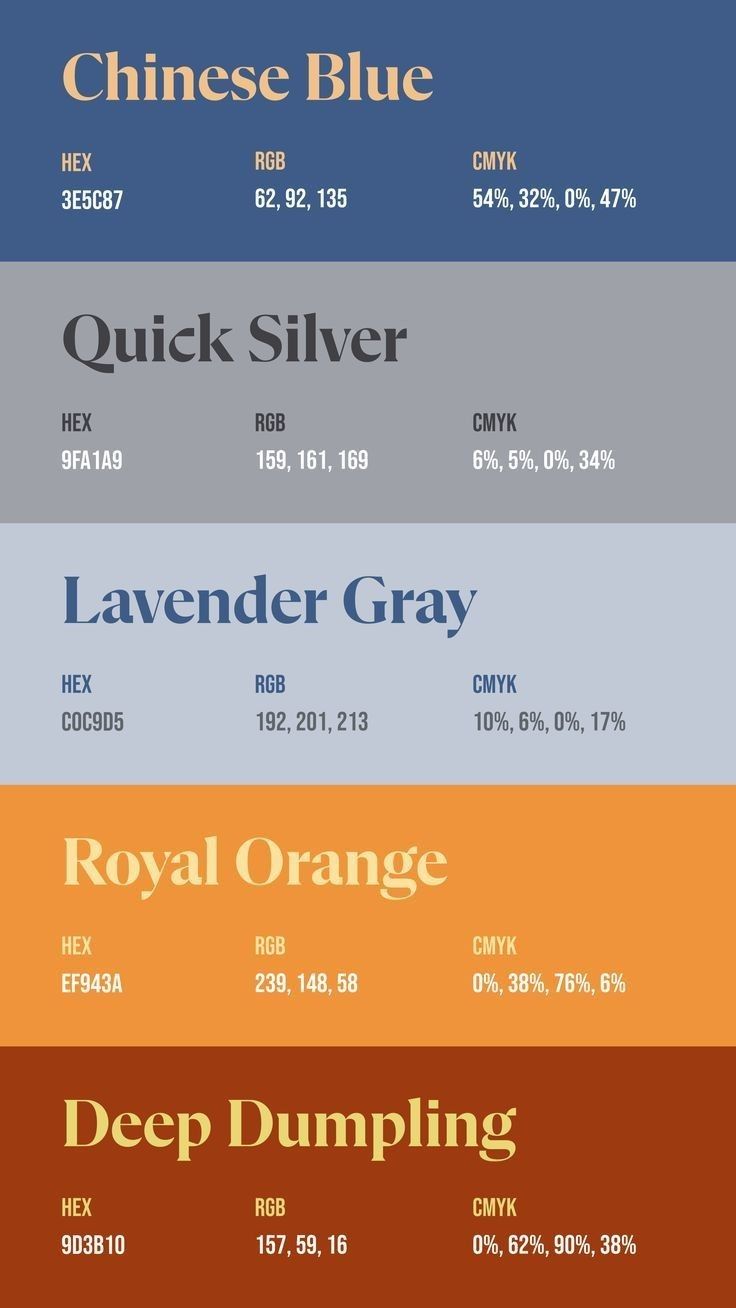 Chinese Blue
HEX RGB CMYK
3E5C87 62, 92, 135 54%, 32%, 0%, 47%
Quick Silver
HEX RGB CMYK
9FA1A9 159, 161, 169 6%, 5%, 0%, 34%
Lavender Gray
HEX RGB CMYK
C0C9D5 192, 201, 213 10%, 6%, 0%, 17%
Royal Orange
HEX RGB CMYK
EF943A 239, 148, 58 0%, 38%, 76%, 6%
Deep Dumpling
HEX RGB CMYK
9D3B10 157, 59, 16 0%, 62%, 90%, 38%